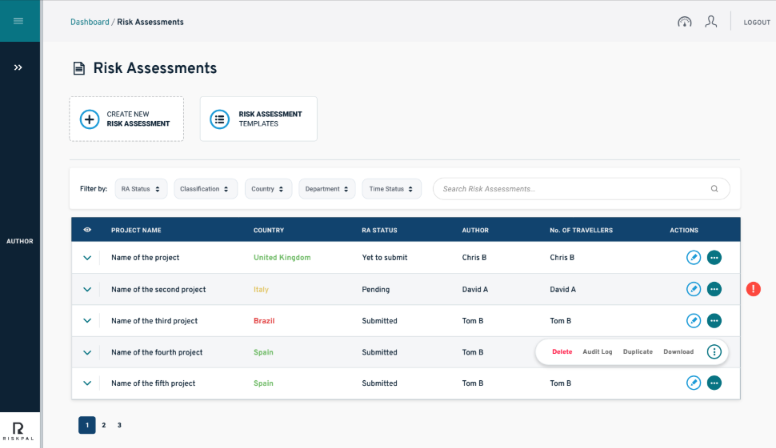 Dashboard / Risk Assessments
LOGOUT
Risk Assessments
CREATE NEW
RISK ASSESSMENT
RISK ASSESSMENT
TEMPLATES
Filter by: RA Status Classification Country Department Time Status Search Risk Assessments...
PROJECT NAME COUNTRY RA STATUS AUTHOR No. OF TRAVELLERS ACTIONS
AUTHOR
Name of the project United Kingdom Yet to submit Chris B Chris B
Name of the second project Italy Pending David A David A
!
Name of the third project Brazil Submitted Tom B Tom B
Name of the fourth project Spain Submitted Tom B Delete Audit Log Duplicate Download
Name of the fifth project Spain Submitted Tom B Tom B
1 2 3
R
RISKPAL